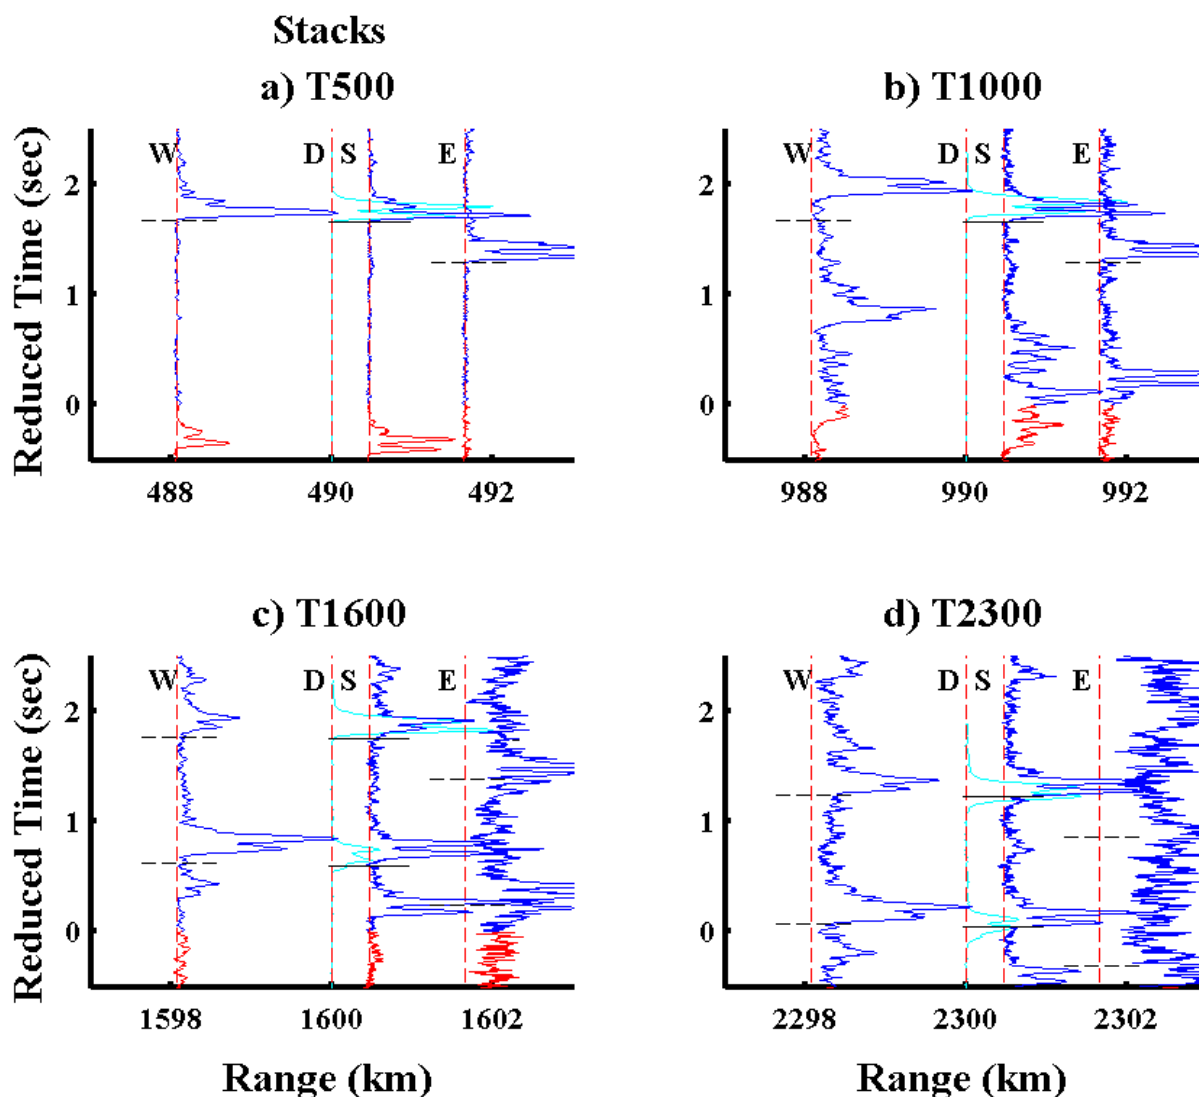 Stacks
a) T500
b) T1000
Reduced Time (sec)
W D S E
W D S E
2
1
0
2
1
0
488 490 492
988 990 992
c) T1600
d) T2300
Reduced Time (sec)
W D S E
W D S E
2
1
0
2
1
0
1598 1600 1602
2298 2300 2302
Range (km)
Range (km)